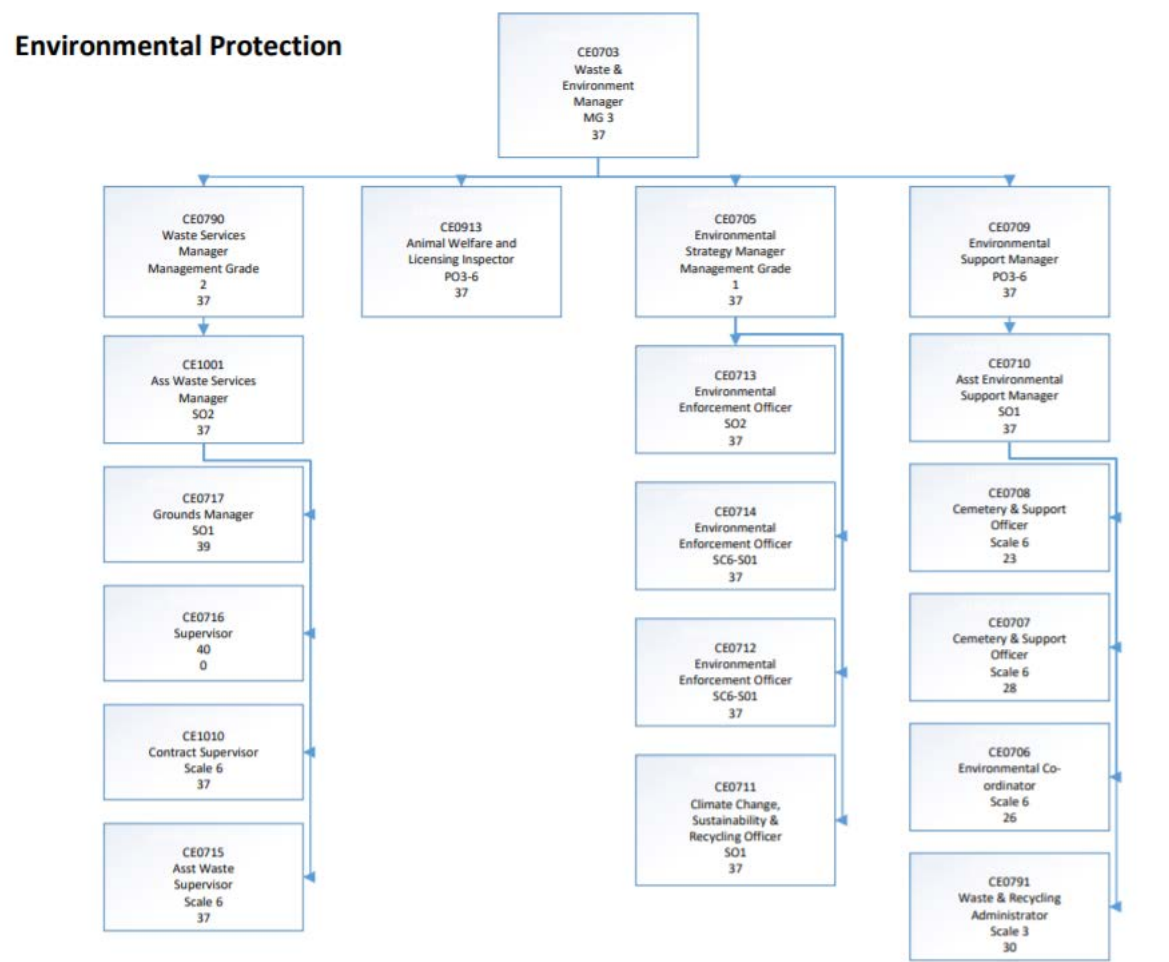 Environmental Protection
CE0703
Waste &
Environment
Manager
MG 3
37
CE0790
Waste Services
Manager
Management Grade
2
37
CE0913
Animal Welfare and
Licensing Inspector
PO3-6
37
CE0705
Environmental
Strategy Manager
Management Grade
1
37
CE0709
Environmental
Support Manager
PO3-6
37
CE1001
Ass Waste Services
Manager
SO2
37
CE0717
Grounds Manager
SO1
39
CE0716
Supervisor
40
0
CE1010
Contract Supervisor
Scale 6
37
CE0715
Asst Waste
Supervisor
Scale 6
37
CE0713
Environmental
Enforcement Officer
SO2
37
CE0714
Environmental
Enforcement Officer
SC6-S01
37
CE0712
Environmental
Enforcement Officer
SC6-S01
37
CE0711
Climate Change,
Sustainability &
Recycling Officer
SO1
37
CE0710
Asst Environmental
Support Manager
SO1
37
CE0708
Cemetery & Support
Officer
Scale 6
23
CE0707
Cemetery & Support
Officer
Scale 6
28
CE0706
Environmental Co-
ordinator
Scale 6
26
CE0791
Waste & Recycling
Administrator
Scale 3
30